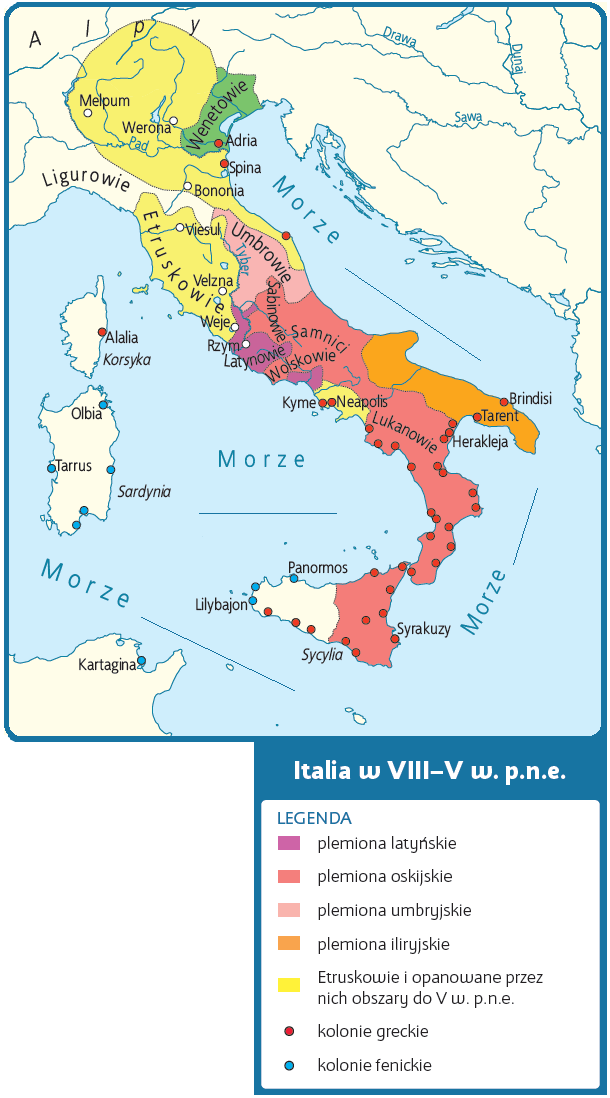 A l p y
Drawa
Dunaj
Sawa
Melpum
Werona
Pad
Wenetowie
Adria
Spina
Ligurowie
Bononia
Morze
Etruskowie
Viesul
Umbrowie
Tyber
Velzna
Sabinowie
Weje
Samnici
Rzym
Latynowie
Wolskowie
Alalia
Korsyka
Olbia
Kyme
Neapolis
Brindisi
Tarent
Lukanowie
Herakleja
Tarrus
Morze
Sardynia
Panormos
Morze
Lilybajon
Morze
Syrakuzy
Sycylia
Kartagina
Italia w VIII–V w. p.n.e.
LEGENDA
plemiona latyńskie
plemiona oskijskie
plemiona umbryjskie
plemiona iliryjskie
Etruskowie i opanowane przez
nich obszary do V w. p.n.e.
kolonie greckie
kolonie fenickie